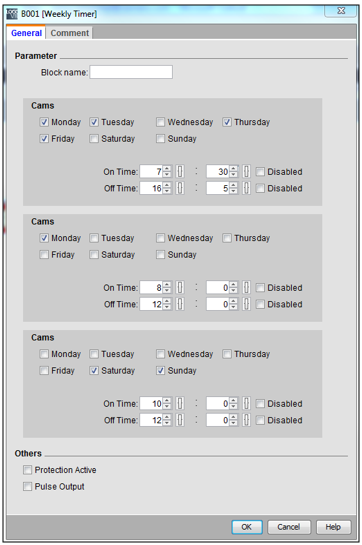 B001 [Weekly Timer]
General Comment
Parameter
Block name:
Cams
Monday Tuesday Wednesday Thursday
Friday Saturday Sunday
On Time: 7 : 30 Disabled
Off Time: 16 : 5 Disabled
Cams
Monday Tuesday Wednesday Thursday
Friday Saturday Sunday
On Time: 8 : 0 Disabled
Off Time: 12 : 0 Disabled
Cams
Monday Tuesday Wednesday Thursday
Friday Saturday Sunday
On Time: 10 : 0 Disabled
Off Time: 12 : 0 Disabled
Others
Protection Active
Pulse Output
OK Cancel Help